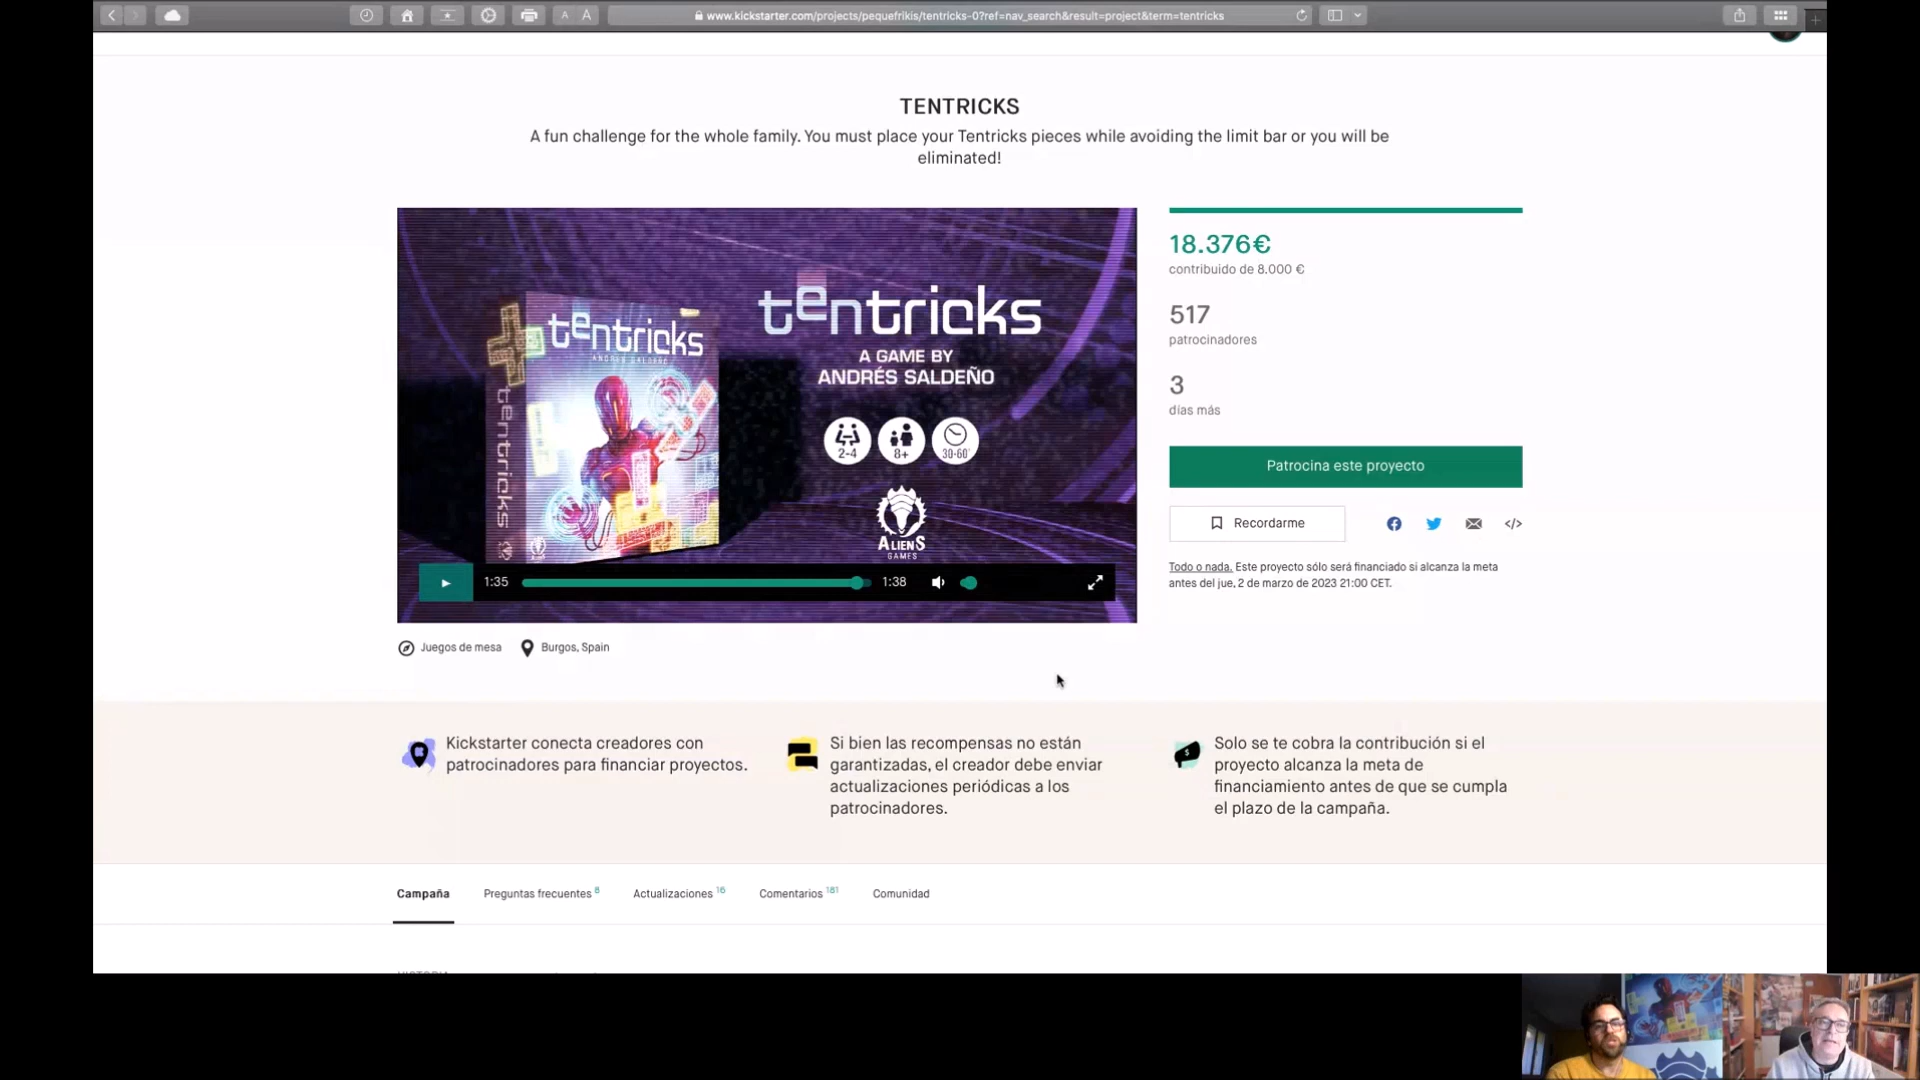 www.kickstarter.com/projects/pequefrikis/tentricks-0?ref=nav_search&result=project&term=tentricks
A A
TENTRICKS
A fun challenge for the whole family. You must place your Tentricks pieces while avoiding the limit bar or you will be
eliminated!
tentricks
ANDRÉS SALDEÑO
tentricks
tentricks
A GAME BY
ANDRÉS SALDEÑO
2-4
8+
30-60'
ALIENS
GAMES
1:35
1:38
18.376€
contribuido de 8.000 €
517
patrocinadores
3
días más
Patrocina este proyecto
Recordarme
</>
Todo o nada. Este proyecto sólo será financiado si alcanza la meta
antes del jue, 2 de marzo de 2023 21:00 CET.
Juegos de mesa
Burgos, Spain
Kickstarter conecta creadores con
patrocinadores para financiar proyectos.
Si bien las recompensas no están
garantizadas, el creador debe enviar
actualizaciones periódicas a los
patrocinadores.
Solo se te cobra la contribución si el
proyecto alcanza la meta de
financiamiento antes de que se cumpla
el plazo de la campaña.
Campaña
Preguntas frecuentes 8
Actualizaciones 16
Comentarios 181
Comunidad